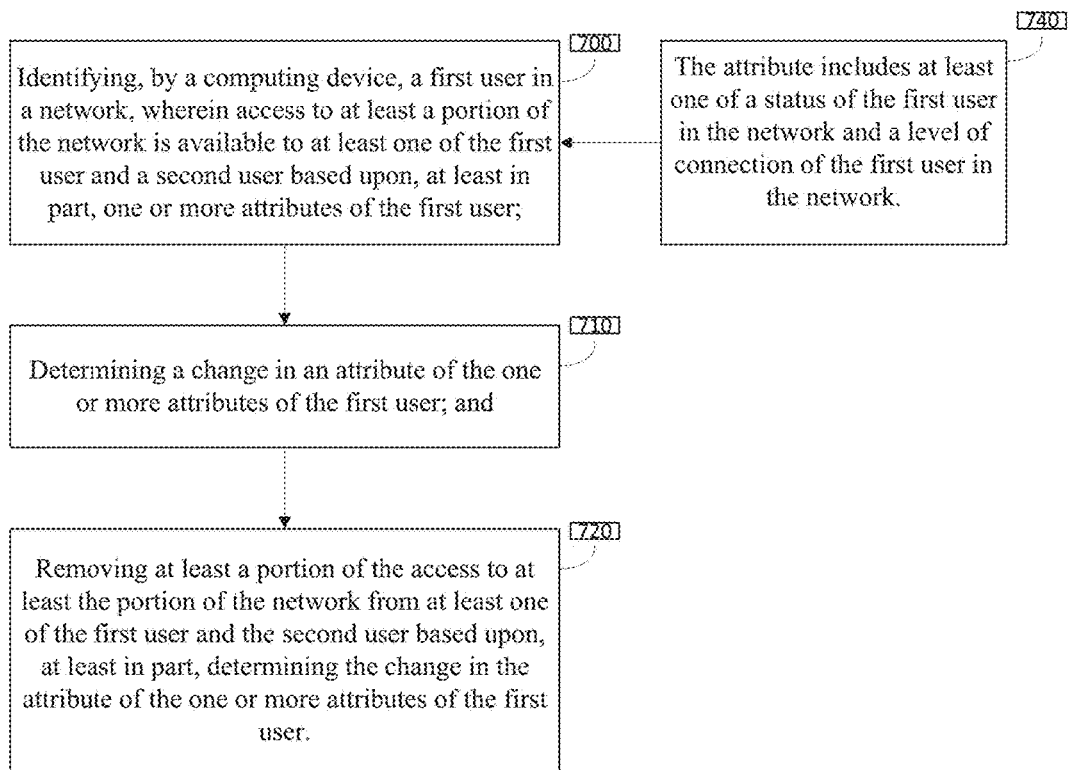 700
Identifying, by a computing device, a first user in
a network, wherein access to at least a portion of
the network is available to at least one of the first
user and a second user based upon, at least in
part, one or more attributes of the first user;
740
The attribute includes at least
one of a status of the first user
in the network and a level of
connection of the first user in
the network.
710
Determining a change in an attribute of the one
or more attributes of the first user; and
720
Removing at least a portion of the access to at
least the portion of the network from at least one
of the first user and the second user based upon,
at least in part, determining the change in the
attribute of the one or more attributes of the first
user.